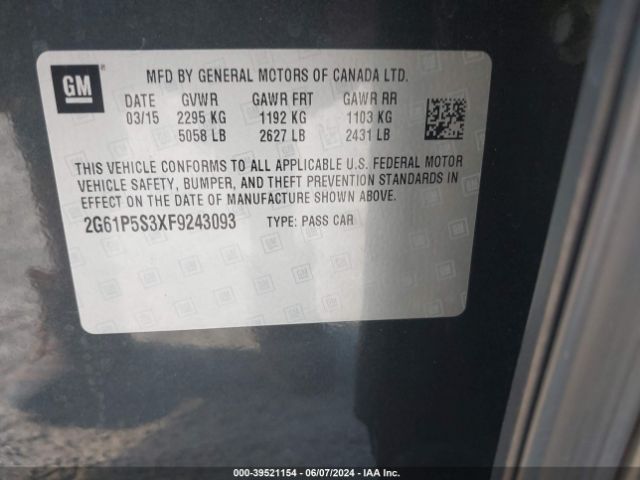 GM
MFD BY GENERAL MOTORS OF CANADA LTD.
DATE GVWR GAWR FRT GAWR RR
03/15 2295 KG 1192 KG 1103 KG
5058 LB 2627 LB 2431 LB
THIS VEHICLE CONFORMS TO ALL APPLICABLE U.S. FEDERAL MOTOR
VEHICLE SAFETY, BUMPER, AND THEFT PREVENTION STANDARDS IN
EFFECT ON THE DATE OF MANUFACTURE SHOWN ABOVE.
2G61P5S3XF9243093 TYPE: PASS CAR
000-39521154 - 06/07/2024 - IAA Inc.